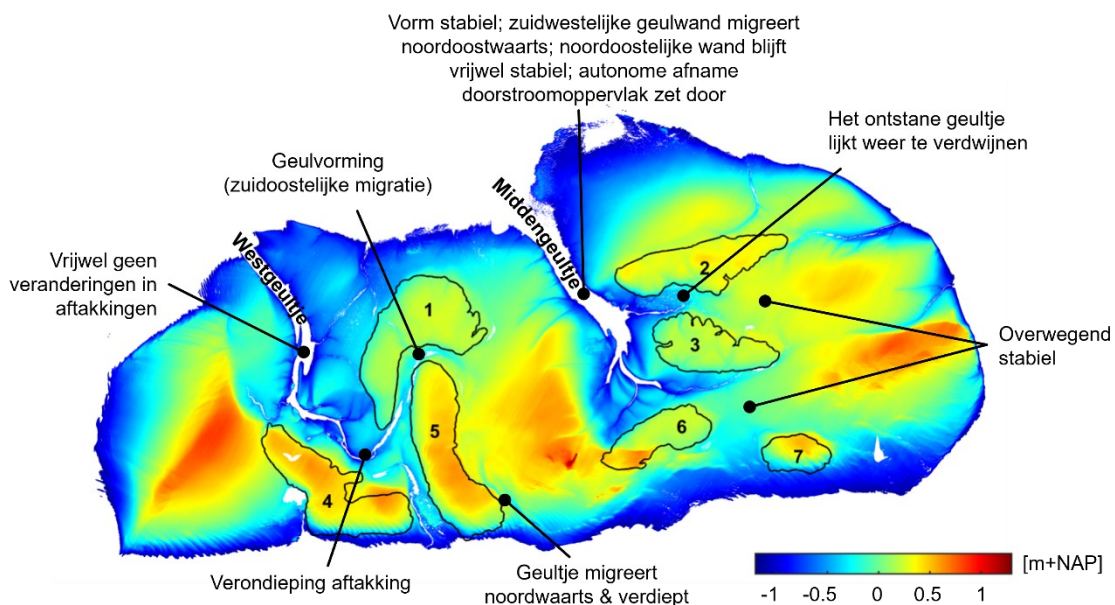 Vorm stabiel; zuidwestelijke geulwand migreert
noordoostwaarts; noordoostelijke wand blijft
vrijwel stabiel; autonome afname
doorstroomoppervlak zet door
Het ontstane geultje
lijkt weer te verdwijnen
Geulvorming
(zuidoostelijke migratie)
Middengeultje
Westgeultje
Vrijwel geen
veranderingen in
aftakkingen
2
1
3
Overwegend
stabiel
5
6
7
4
Verondieping aftakking
Geultje migreert
noordwaarts & verdiept
[m+NAP]
-1 -0.5 0 0.5 1